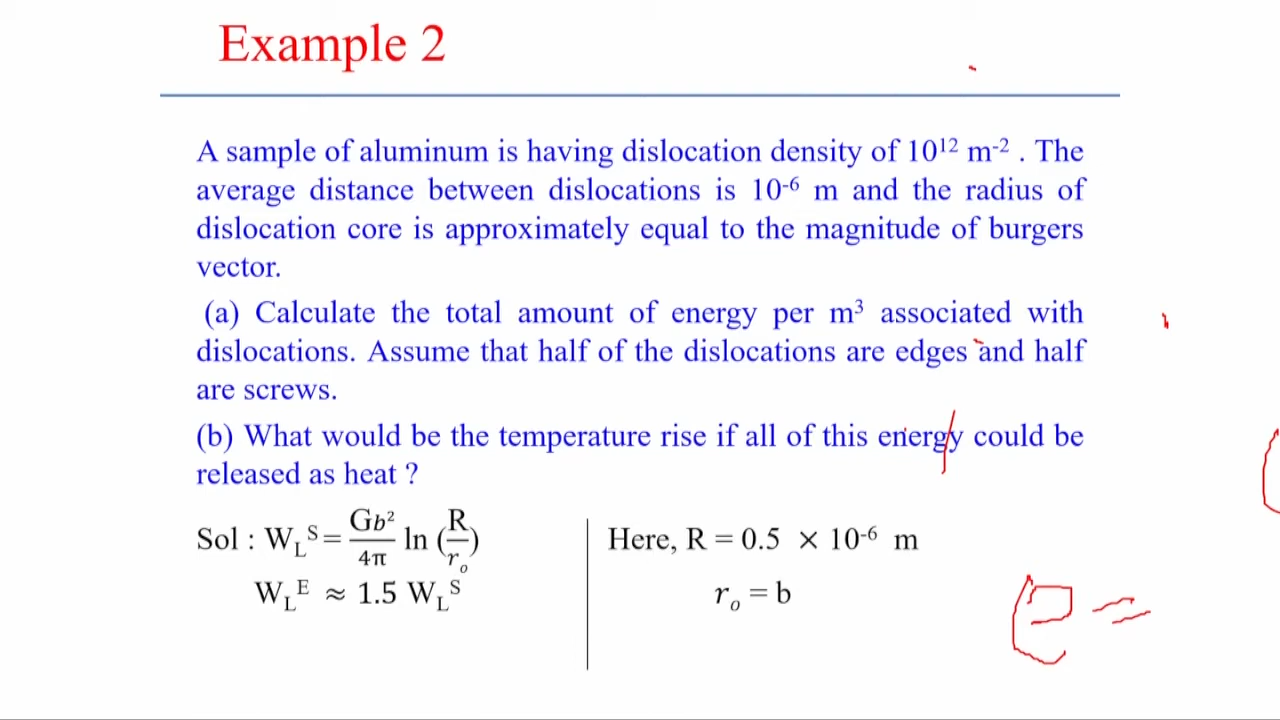 Example 2
A sample of aluminum is having dislocation density of 10¹² m⁻² . The
average distance between dislocations is 10⁻⁶ m and the radius of
dislocation core is approximately equal to the magnitude of burgers
vector.
(a) Calculate the total amount of energy per m³ associated with
dislocations. Assume that half of the dislocations are edges and half
are screws.
(b) What would be the temperature rise if all of this energy could be
released as heat ?
Sol : W_L^S = Gb²/4π ln (R/r_o)
W_L^E ≈ 1.5 W_L^S
Here, R = 0.5 × 10⁻⁶ m
r_o = b
e =